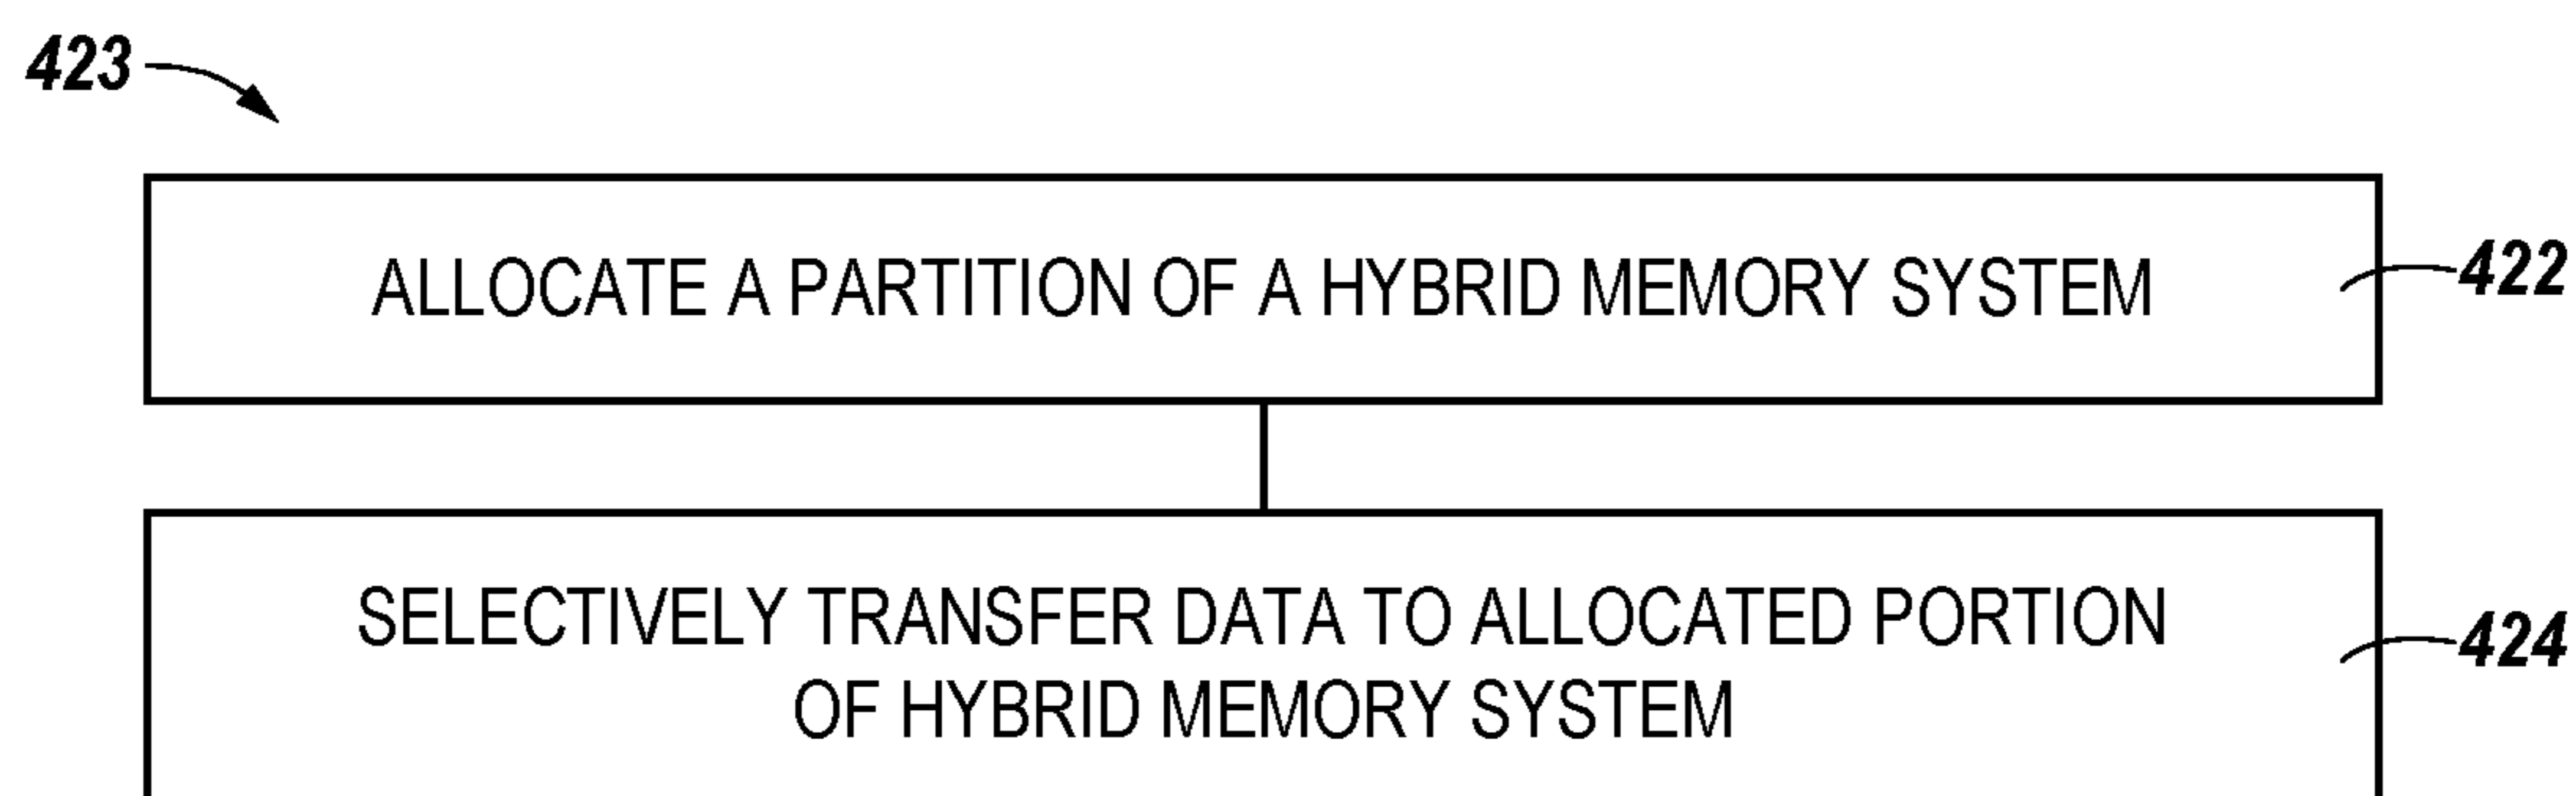 423
ALLOCATE A PARTITION OF A HYBRID MEMORY SYSTEM
422
SELECTIVELY TRANSFER DATA TO ALLOCATED PORTION
OF HYBRID MEMORY SYSTEM
424